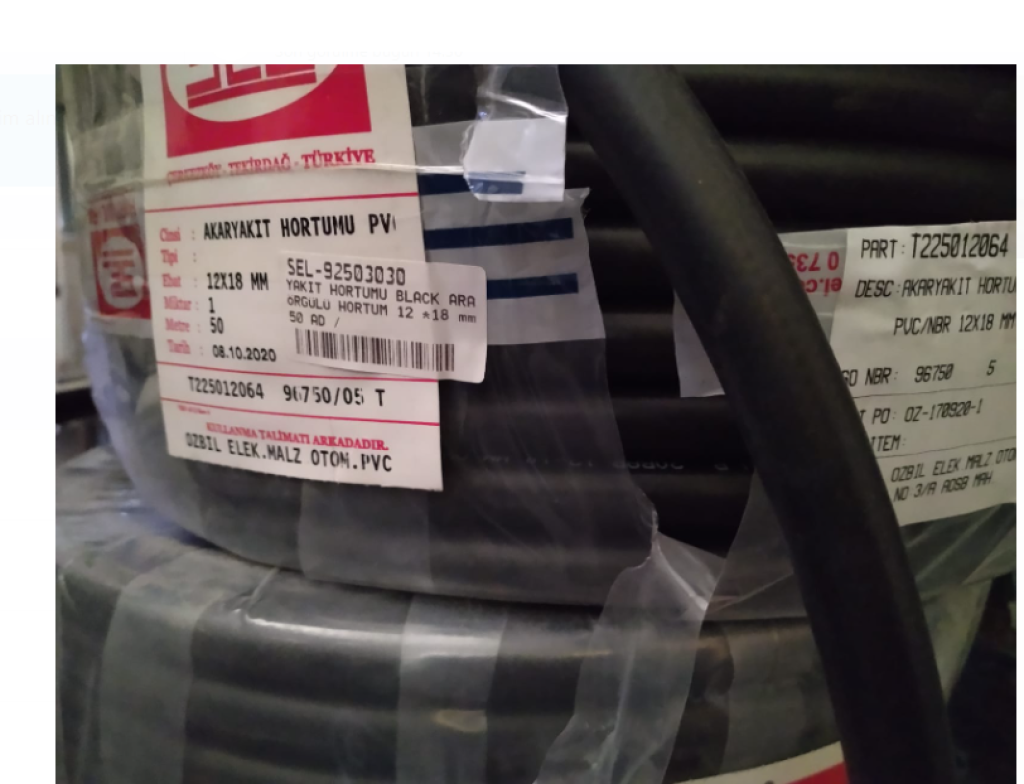 SEL
ÇERKEZKÖY - TEKİRDAĞ - TÜRKİYE
Cinsi : AKARYAKIT HORTUMU PV
Tipi :
Ebat : 12X18 MM
Miktar : 1
Metre : 50
Tarih : 08.10.2020
T225012064 96750/05 T
KULLANMA TALİMATI ARKADADIR.
OZBIL ELEK.MALZ OTOM.PVC
SEL-92503030
YAKIT HORTUMU BLACK ARA
ÖRGÜLÜ HORTUM 12 *18 mm
50 AD /
PART: T225012064
DESC: AKARYAKIT HORTU
PVC/NBR 12X18 MM
SO NBR: 96750 5
PO: OZ-170920-1
ITEM:
OZBIL ELEK.MALZ OTO
NO 3/A AOSB MAH.